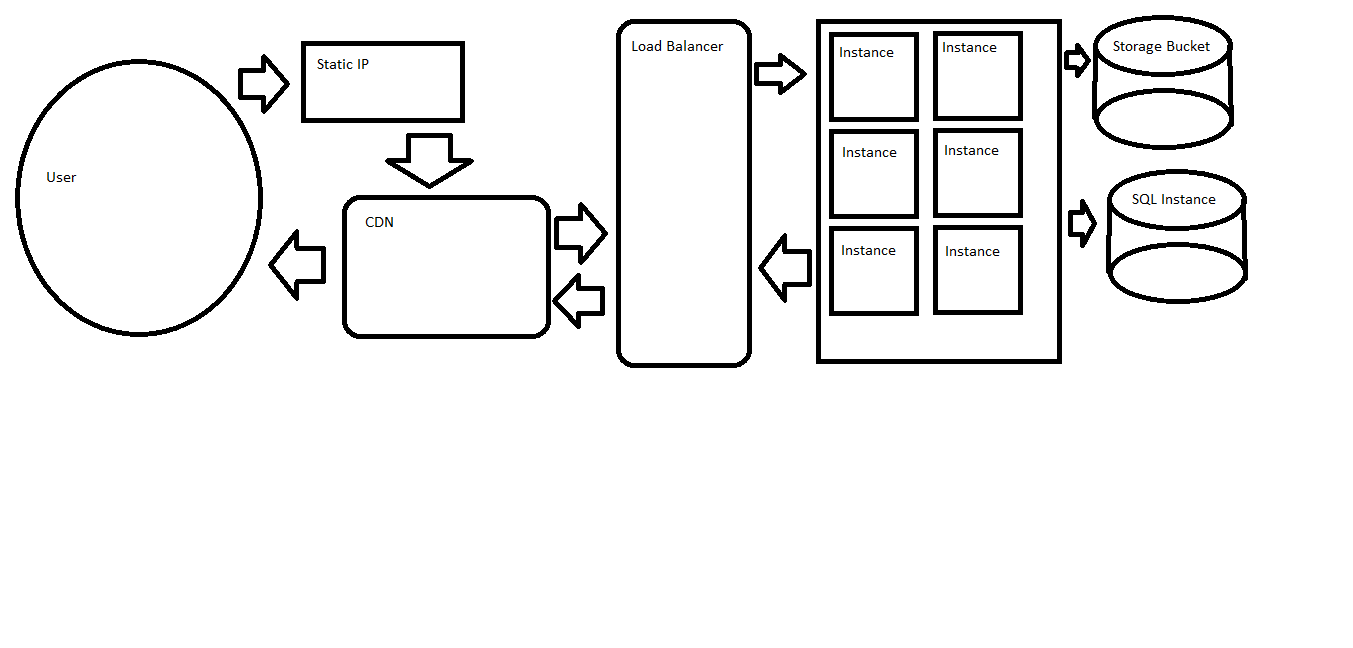 User
Static IP
CDN
Load Balancer
Instance
Instance
Instance
Instance
Instance
Instance
Storage Bucket
SQL Instance